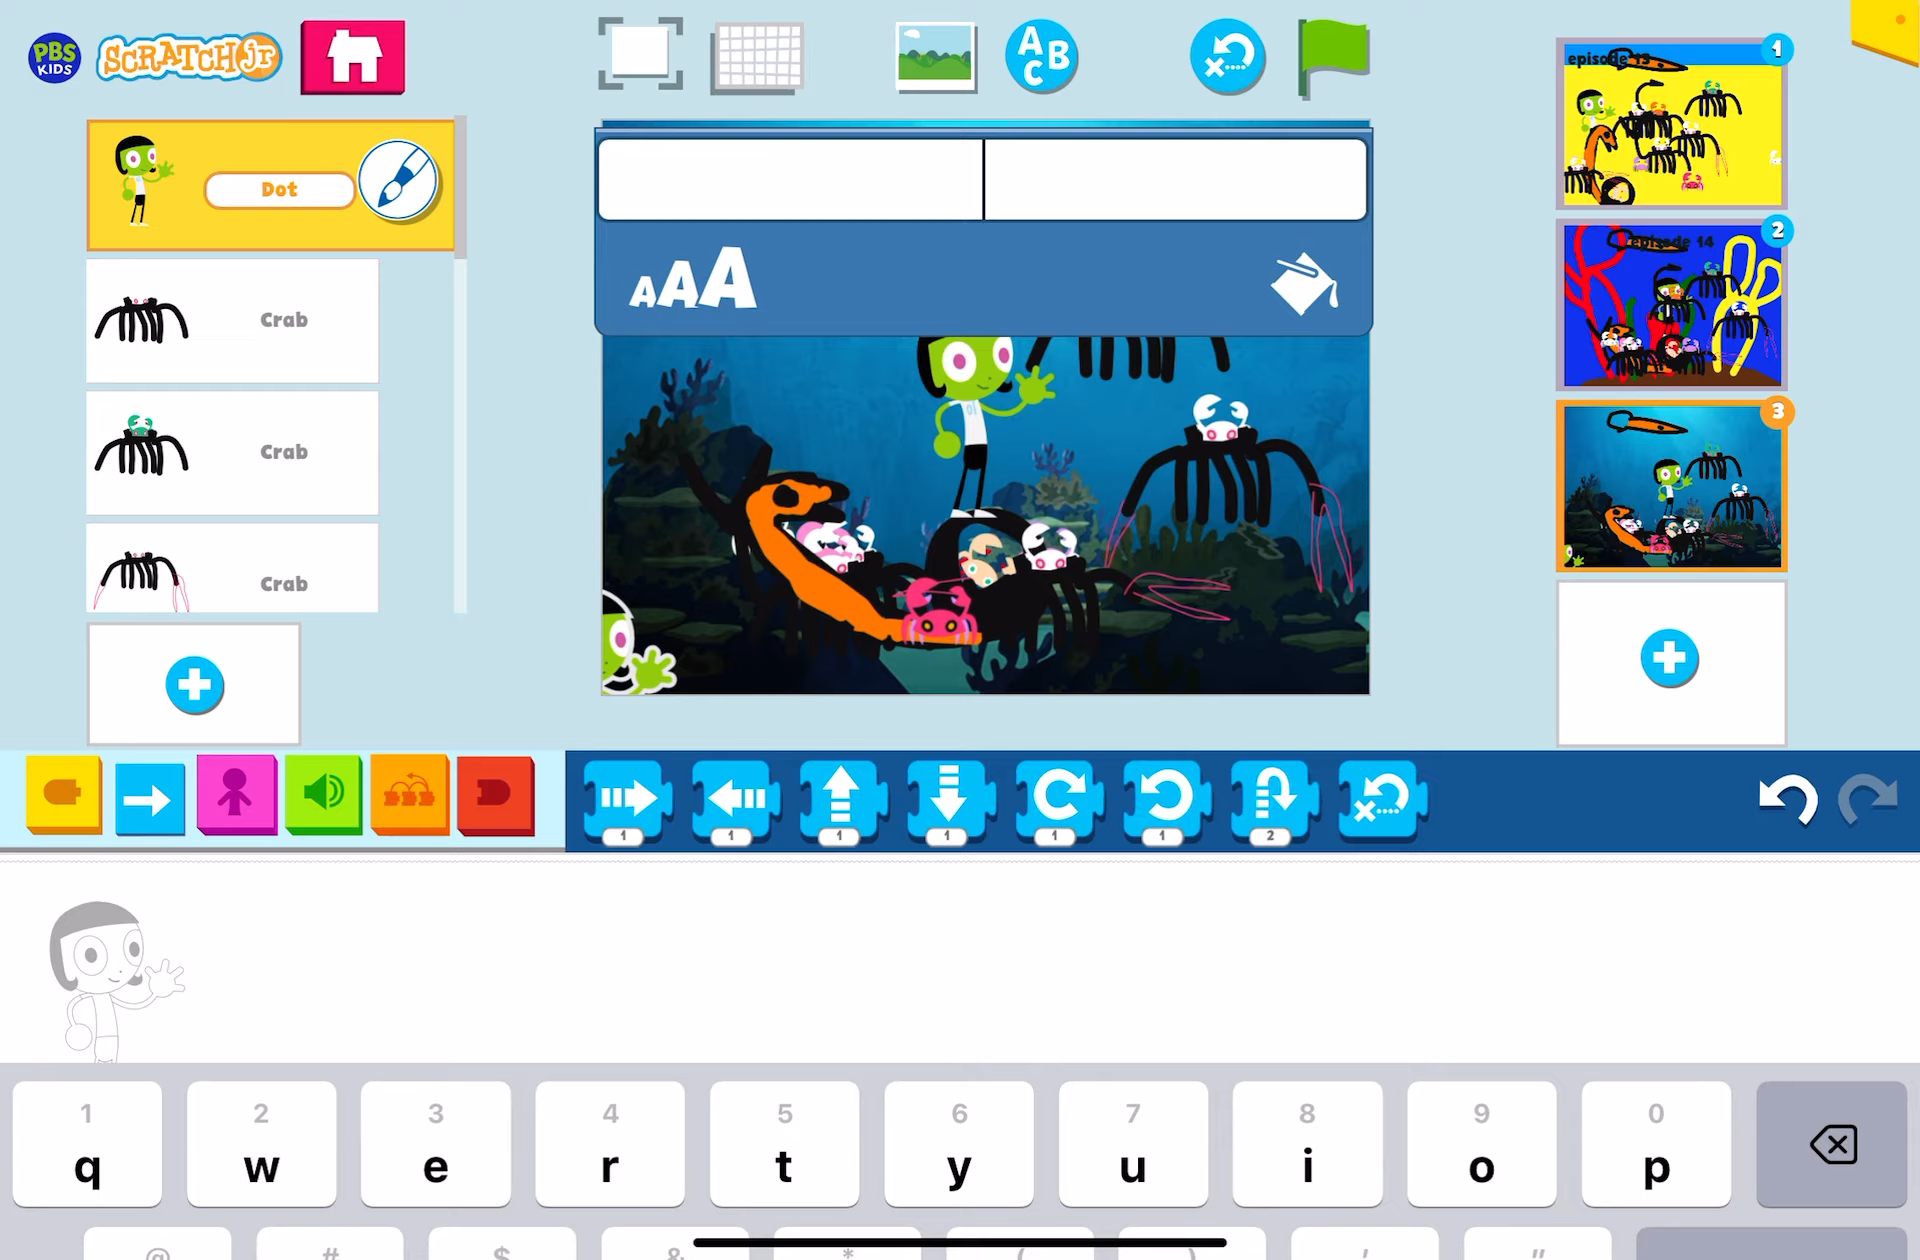 PBS
KIDS
SCRATCHJr
A
B
C
Dot
Crab
Crab
Crab
AAA
episode 13
1
episode 14
2
3
1
1
1
1
1
1
2
1 2 3 4 5 6 7 8 9 0
q w e r t y u i o p
@ # $ & * ( ) ' "